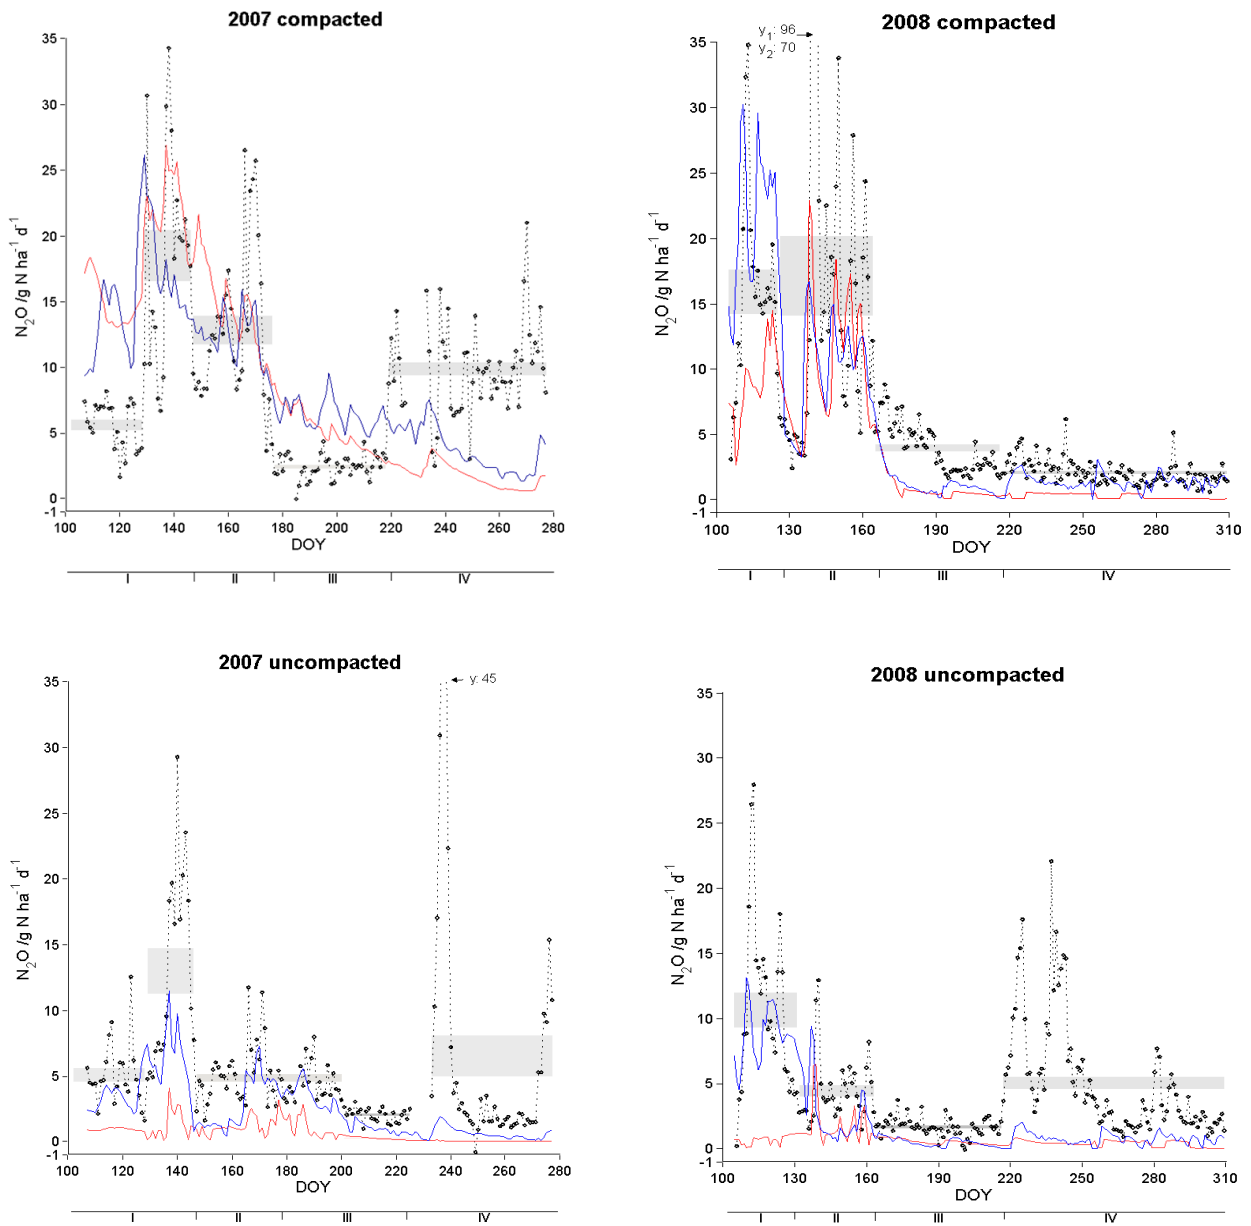 2007 compacted
35
30
25
20
15
10
5
0
-1
N2O /g N ha-1 d-1
100 120 140 160 180 200 220 240 260 280
DOY
I II III IV
2008 compacted
y1: 96
y2: 70
35
30
25
20
15
10
5
0
-1
N2O /g N ha-1 d-1
100 130 160 190 220 250 280 310
DOY
I II III IV
2007 uncompacted
y: 45
35
30
25
20
15
10
5
0
-1
N2O /g N ha-1 d-1
100 120 140 160 180 200 220 240 260 280
DOY
I II III IV
2008 uncompacted
35
30
25
20
15
10
5
0
-1
N2O /g N ha-1 d-1
100 130 160 190 220 250 280 310
DOY
I II III IV